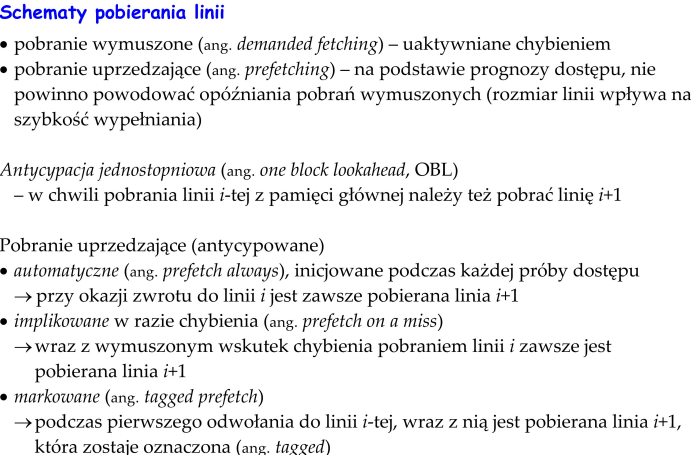 Schematy pobierania linii
• pobranie wymuszone (ang. demanded fetching) – uaktywniane chybieniem
• pobranie uprzedzające (ang. prefetching) – na podstawie prognozy dostępu, nie
powinno powodować opóźniania pobrań wymuszonych (rozmiar linii wpływa na
szybkość wypełniania)
Antycypacja jednostopniowa (ang. one block lookahead, OBL)
– w chwili pobrania linii i-tej z pamięci głównej należy też pobrać linię i+1
Pobranie uprzedzające (antycypowane)
• automatyczne (ang. prefetch always), inicjowane podczas każdej próby dostępu
→ przy okazji zwrotu do linii i jest zawsze pobierana linia i+1
• implikowane w razie chybienia (ang. prefetch on a miss)
→ wraz z wymuszonym wskutek chybienia pobraniem linii i zawsze jest
pobierana linia i+1
• markowane (ang. tagged prefetch)
→ podczas pierwszego odwołania do linii i-tej, wraz z nią jest pobierana linia i+1,
która zostaje oznaczona (ang. tagged)